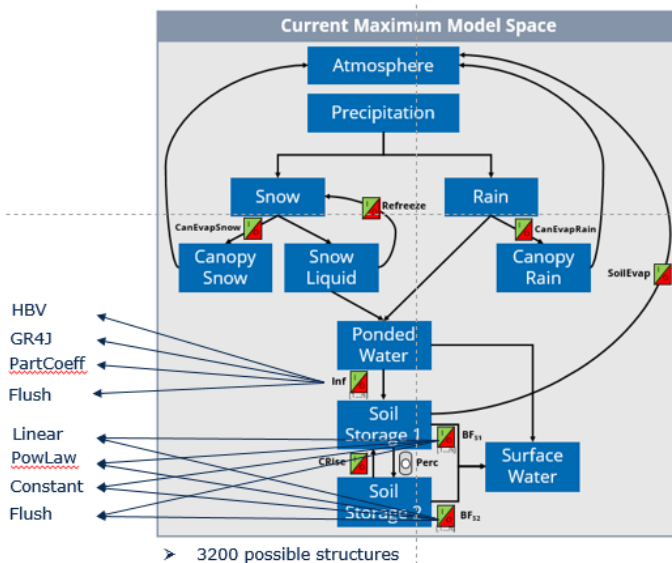 Current Maximum Model Space
Atmosphere
Precipitation
Snow
Rain
Refreeze
CanEvapSnow
CanEvapRain
Canopy
Snow
Snow
Liquid
Canopy
Rain
SoilEvap
HBV
GR4J
PartCoeff
Flush
Ponded
Water
Inf
Linear
PowLaw
Constant
Flush
Soil
Storage 1
BFS1
CRise
Perc
Surface
Water
Soil
Storage 2
BFS2
➤ 3200 possible structures